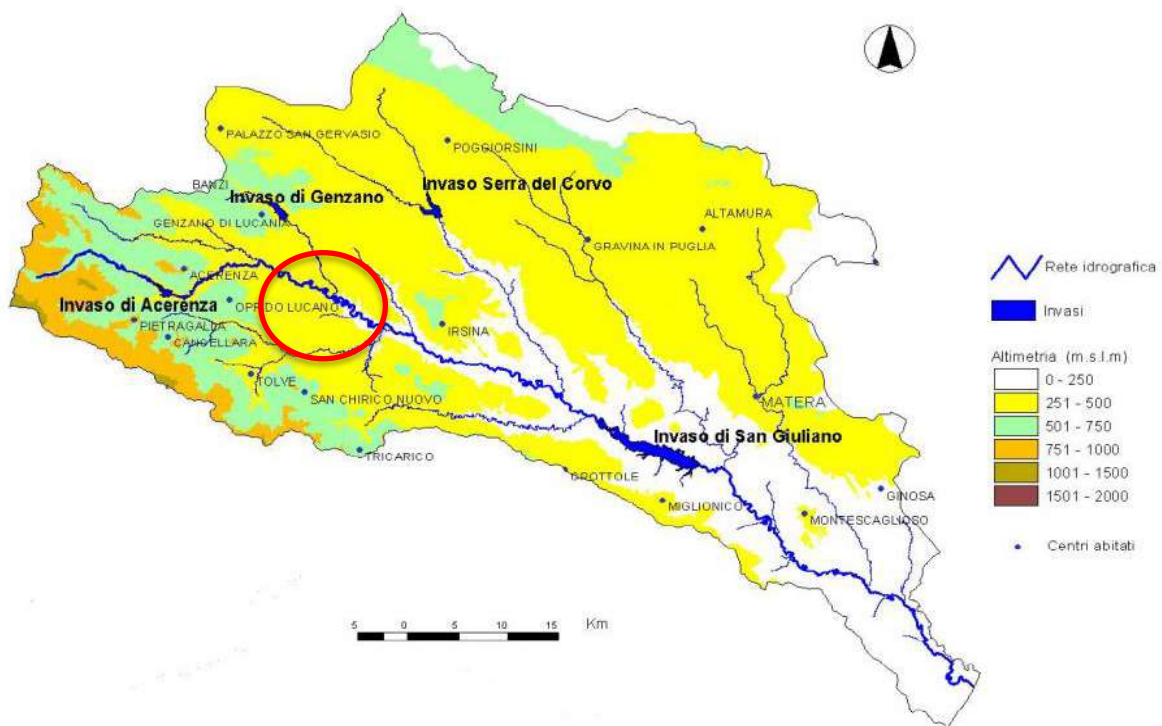 PALAZZO SAN GERVASIO
POGGIORSINI
BANZI
Invaso di Genzano
Invaso Serra del Corvo
GENZANO DI LUCANIA
ALTAMURA
GRAVINA IN PUGLIA
ACERENZA
Invaso di Acerenza
OPPIDO LUCANO
PIETRAGALLA
CANCELLARA
IRSINA
TOLVE
SAN CHIRICO NUOVO
MATERA
Invaso di San Giuliano
TRICARICO
GROTTOLE
MIGLIONICO
GINOSA
MONTESCAGLIOSO
5 0 5 10 15 Km
Rete idrografica
Invasi
Altimetria (m.s.l.m)
0 - 250
251 - 500
501 - 750
751 - 1000
1001 - 1500
1501 - 2000
Centri abitati